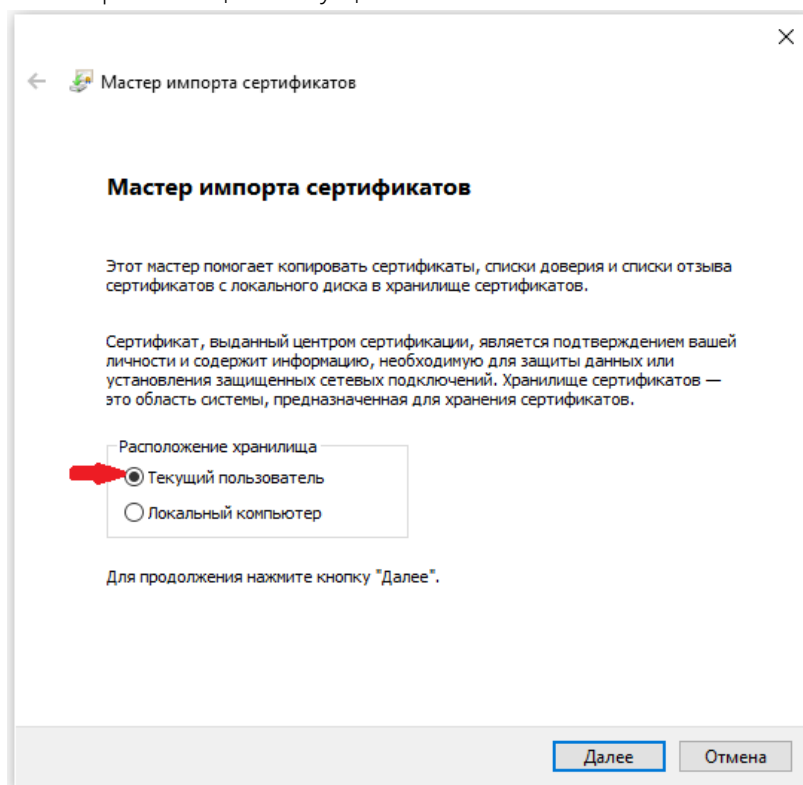 Мастер импорта сертификатов
Мастер импорта сертификатов
Этот мастер помогает копировать сертификаты, списки доверия и списки отзыва
сертификатов с локального диска в хранилище сертификатов.
Сертификат, выданный центром сертификации, является подтверждением вашей
личности и содержит информацию, необходимую для защиты данных или
установления защищенных сетевых подключений. Хранилище сертификатов —
это область системы, предназначенная для хранения сертификатов.
Расположение хранилища
Текущий пользователь
Локальный компьютер
Для продолжения нажмите кнопку "Далее".
Далее
Отмена